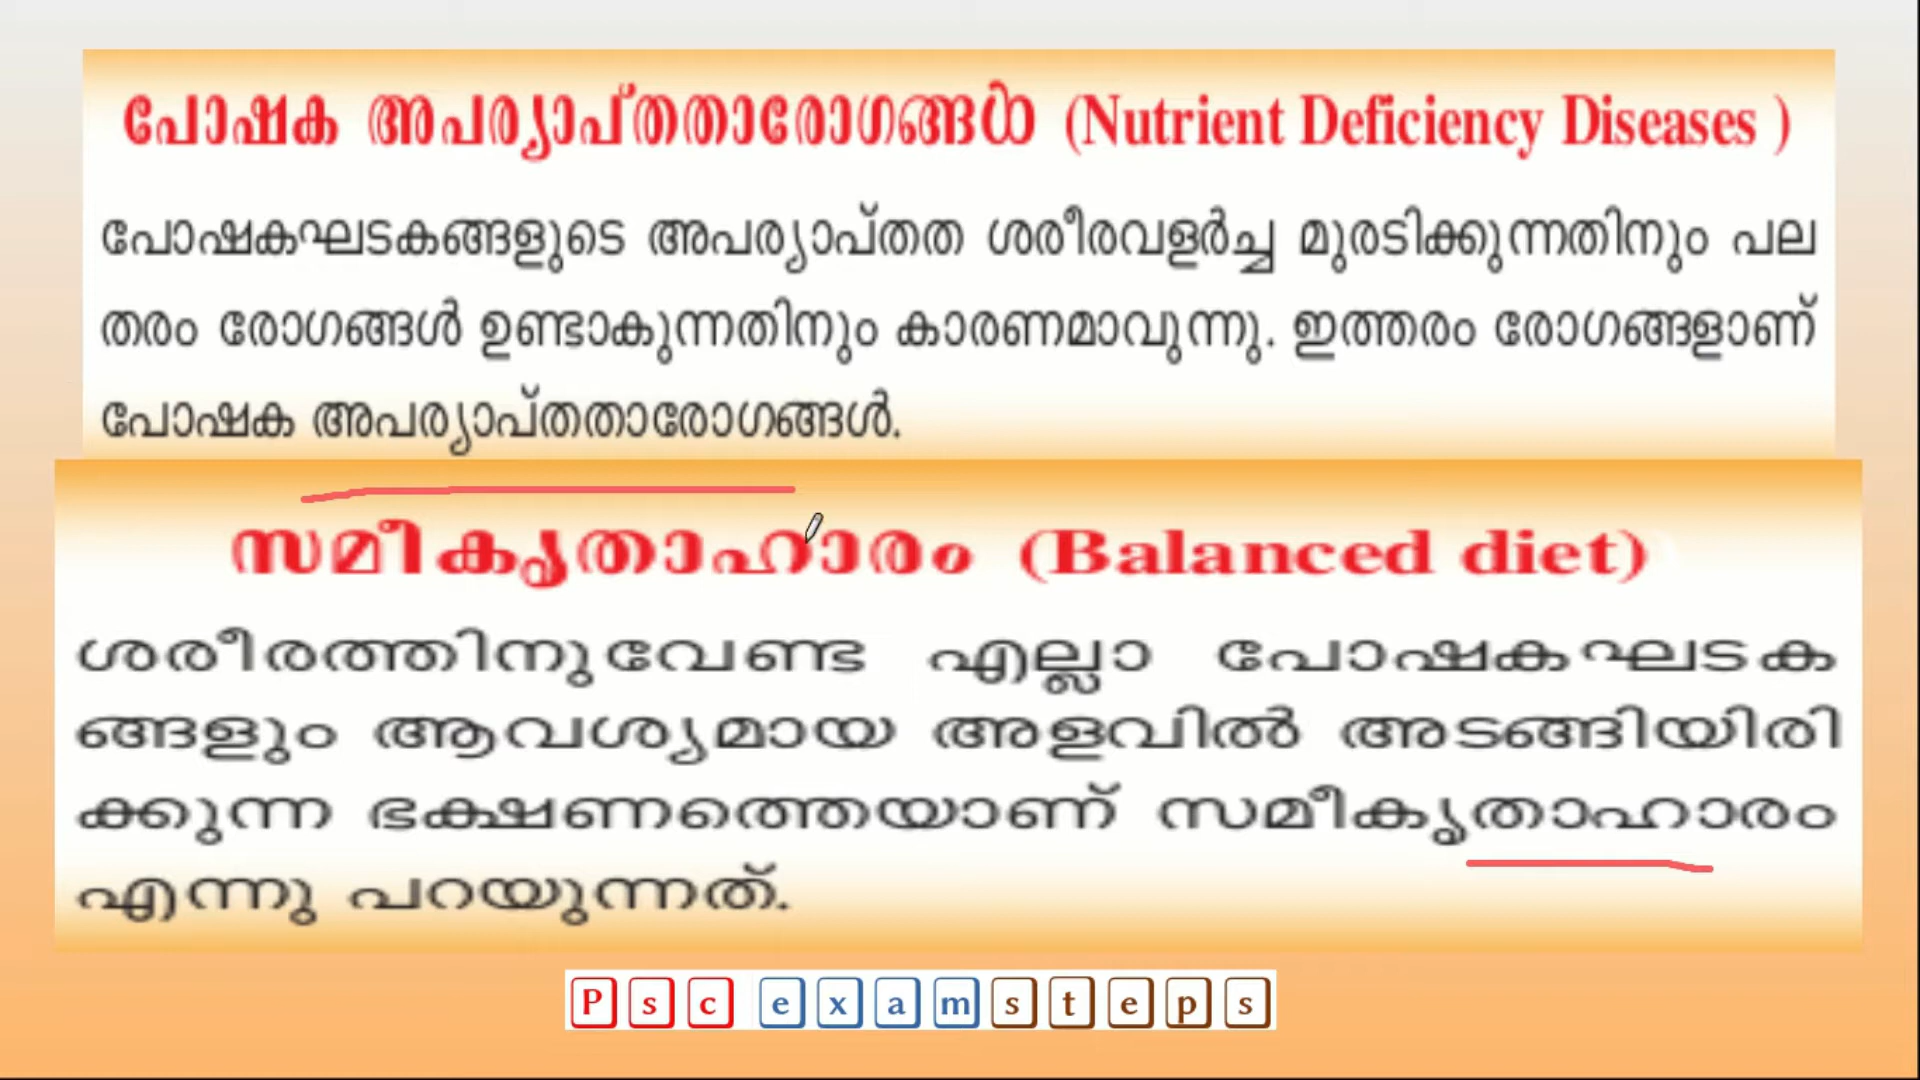 പോഷക അപര്യാപ്തതാരോഗങ്ങൾ (Nutrient Deficiency Diseases )
പോഷകഘടകങ്ങളുടെ അപര്യാപ്തത ശരീരവളർച്ച മുരടിക്കുന്നതിനും പല
തരം രോഗങ്ങൾ ഉണ്ടാകുന്നതിനും കാരണമാവുന്നു. ഇത്തരം രോഗങ്ങളാണ്
പോഷക അപര്യാപ്തതാരോഗങ്ങൾ.
സമീകൃതാഹാരം (Balanced diet)
ശരീരത്തിനുവേണ്ട എല്ലാ പോഷകഘടക
ങ്ങളും ആവശ്യമായ അളവിൽ അടങ്ങിയിരി
ക്കുന്ന ഭക്ഷണത്തെയാണ് സമീകൃതാഹാരം
എന്നു പറയുന്നത്.
Psc examsteps